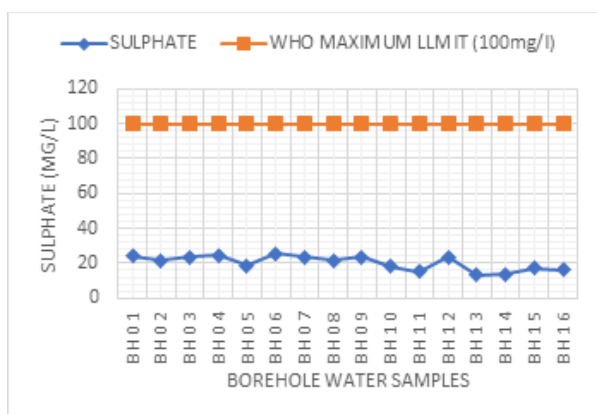 SULPHATE WHO MAXIMUM LLMIT (100mg/l)
120
100
80
60
40
20
0
SULPHATE (MG/L)
BH01 BH02 BH03 BH04 BH05 BH06 BH07 BH08 BH09 BH10 BH11 BH12 BH13 BH14 BH15 BH16
BOREHOLE WATER SAMPLES